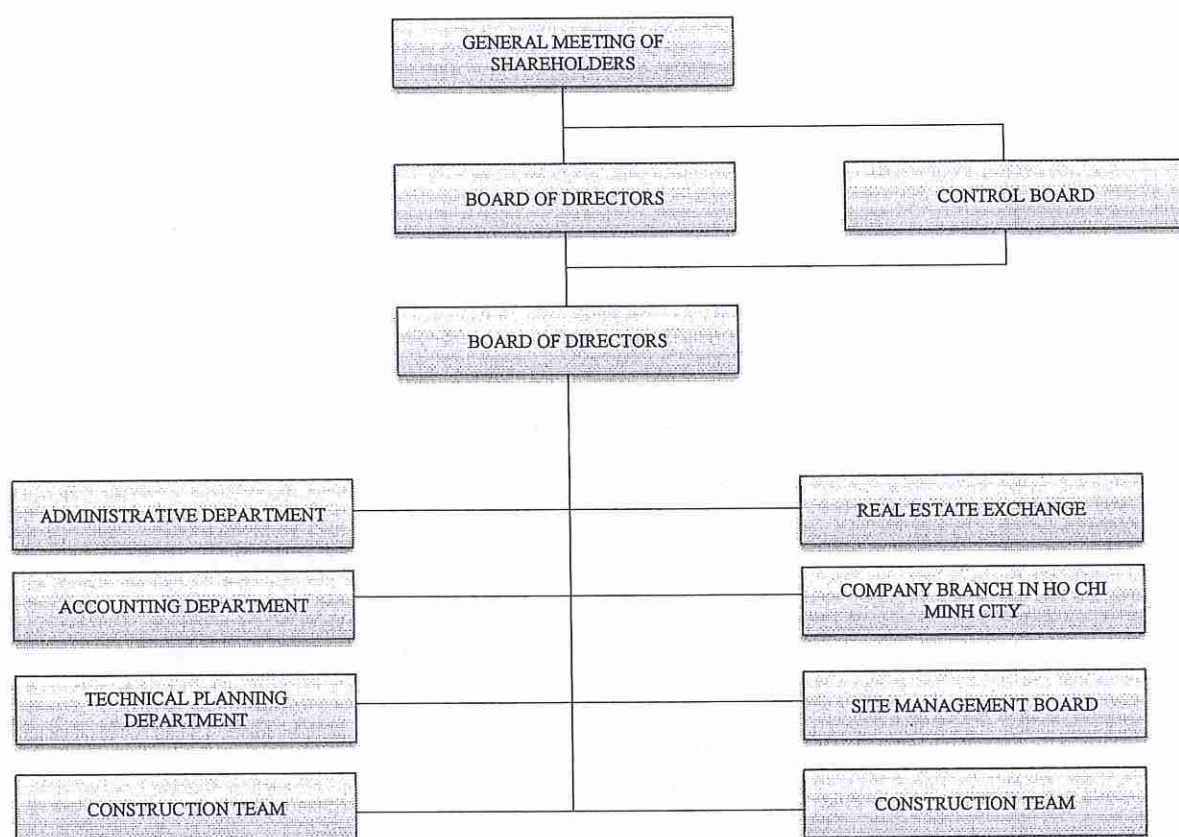 GENERAL MEETING OF
SHAREHOLDERS
BOARD OF DIRECTORS
CONTROL BOARD
BOARD OF DIRECTORS
ADMINISTRATIVE DEPARTMENT
REAL ESTATE EXCHANGE
ACCOUNTING DEPARTMENT
COMPANY BRANCH IN HO CHI
MINH CITY
TECHNICAL PLANNING
DEPARTMENT
SITE MANAGEMENT BOARD
CONSTRUCTION TEAM
CONSTRUCTION TEAM